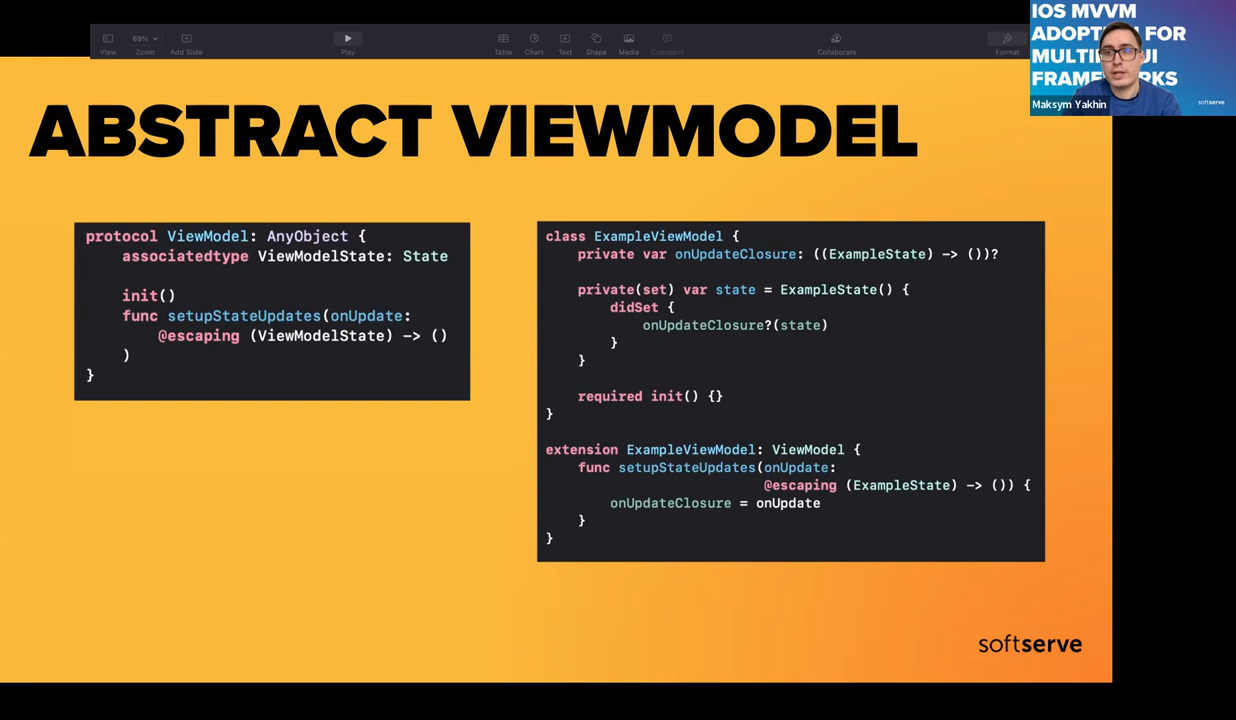 View
69%
Zoom
Add Slide
Play
Table
Chart
Text
Shape
Media
Comment
Collaborate
Format
IOS MVVM
FOR
Maksym Yakhin
softserve
ABSTRACT VIEWMODEL
protocol ViewModel: AnyObject {
associatedtype ViewModelState: State
init()
func setupStateUpdates(onUpdate:
@escaping (ViewModelState) -> ()
)
}
class ExampleViewModel {
private var onUpdateClosure: ((ExampleState) -> ())?
private(set) var state = ExampleState() {
didSet {
onUpdateClosure?(state)
}
}
required init() {}
}
extension ExampleViewModel: ViewModel {
func setupStateUpdates(onUpdate:
@escaping (ExampleState) -> ()) {
onUpdateClosure = onUpdate
}
}
softserve